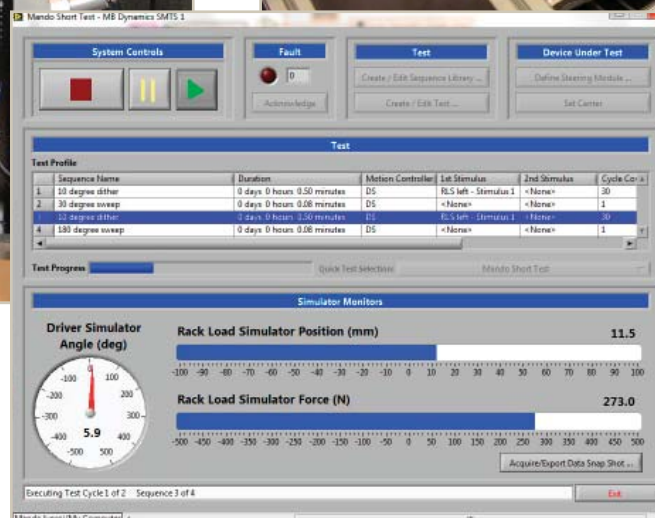 Mando Short Test - MB Dynamics SMTS 1
System Controls
Fault
Test
Device Under Test
0
Create / Edit Sequence Library ...
Define Steering Module ...
Acknowledge
Create / Edit Test ...
Set Center
Test
Test Profile
Sequence Name Duration Motion Controller 1st Stimulus 2nd Stimulus Cycle
1 10 degree dither 0 days 0 hours 0.50 minutes DS RLS left - Stimulus 1 <None> 30
2 30 degree sweep 0 days 0 hours 0.08 minutes DS <None> <None> 1
degree dither 0 days 0 hours 0.50 minutes DS RLS left - Stimulus 1 <None> 30
4 180 degree sweep 0 days 0 hours 0.08 minutes DS <None> <None> 1
Test Progress Quick Test Selection: Mando Short Test
Simulator Monitors
Driver Simulator
Angle (deg)
0
-100 100
-200 200
-300 300
-400 400
-500 500
5.9
Rack Load Simulator Position (mm) 11.5
-100 -90 -80 -70 -60 -50 -40 -30 -20 -10 0 10 20 30 40 50 60 70 80 90 100
Rack Load Simulator Force (N) 273.0
-500 -450 -400 -350 -300 -250 -200 -150 -100 -50 0 50 100 150 200 250 300 350 400 450 500
Acquire/Export Data Snap Shot ...
Executing Test Cycle 1 of 2 Sequence 3 of 4
Exit